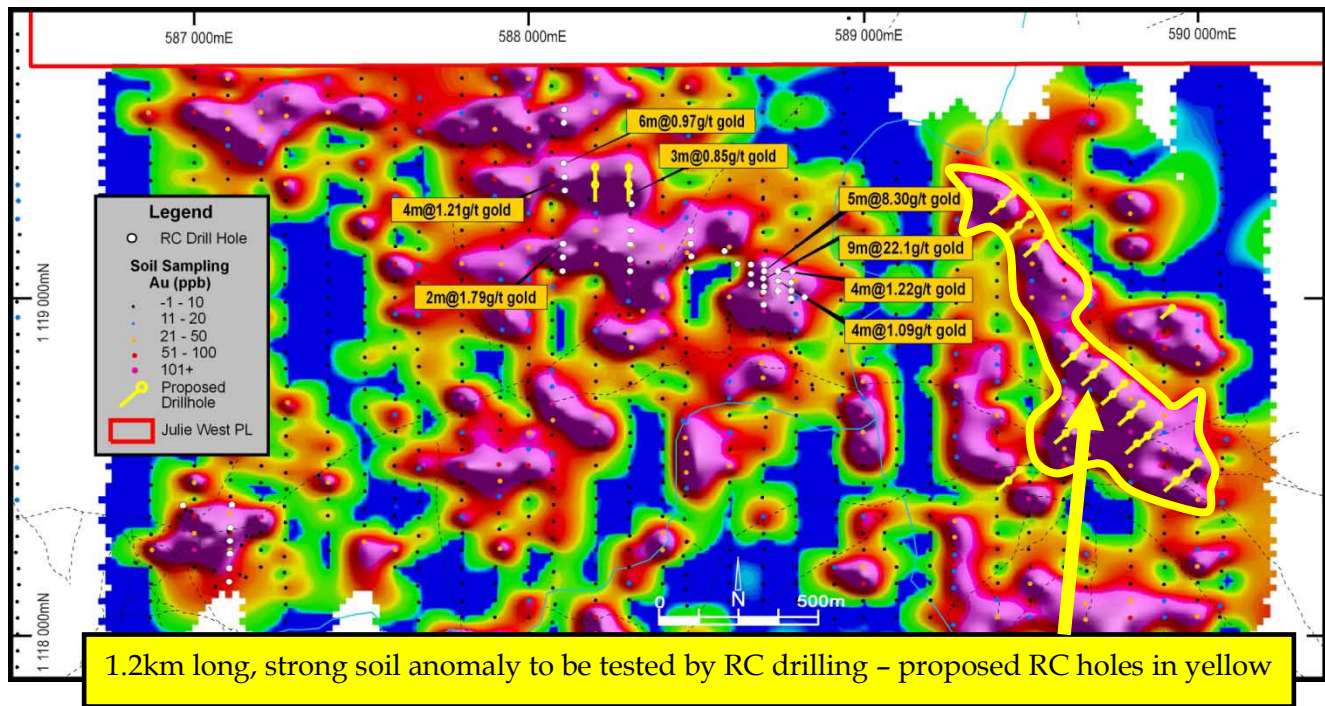 587 000mE
588 000mE
589 000mE
590 000mE
6m@0.97g/t gold
3m@0.85g/t gold
5m@8.30g/t gold
4m@1.21g/t gold
9m@22.1g/t gold
2m@1.79g/t gold
4m@1.22g/t gold
4m@1.09g/t gold
1 119 000mN
Legend
RC Drill Hole
Soil Sampling
Au (ppb)
-1 - 10
11 - 20
21 - 50
51 - 100
101+
Proposed
Drillhole
Julie West PL
1 118 000mN
0 N 500m
1.2km long, strong soil anomaly to be tested by RC drilling – proposed RC holes in yellow